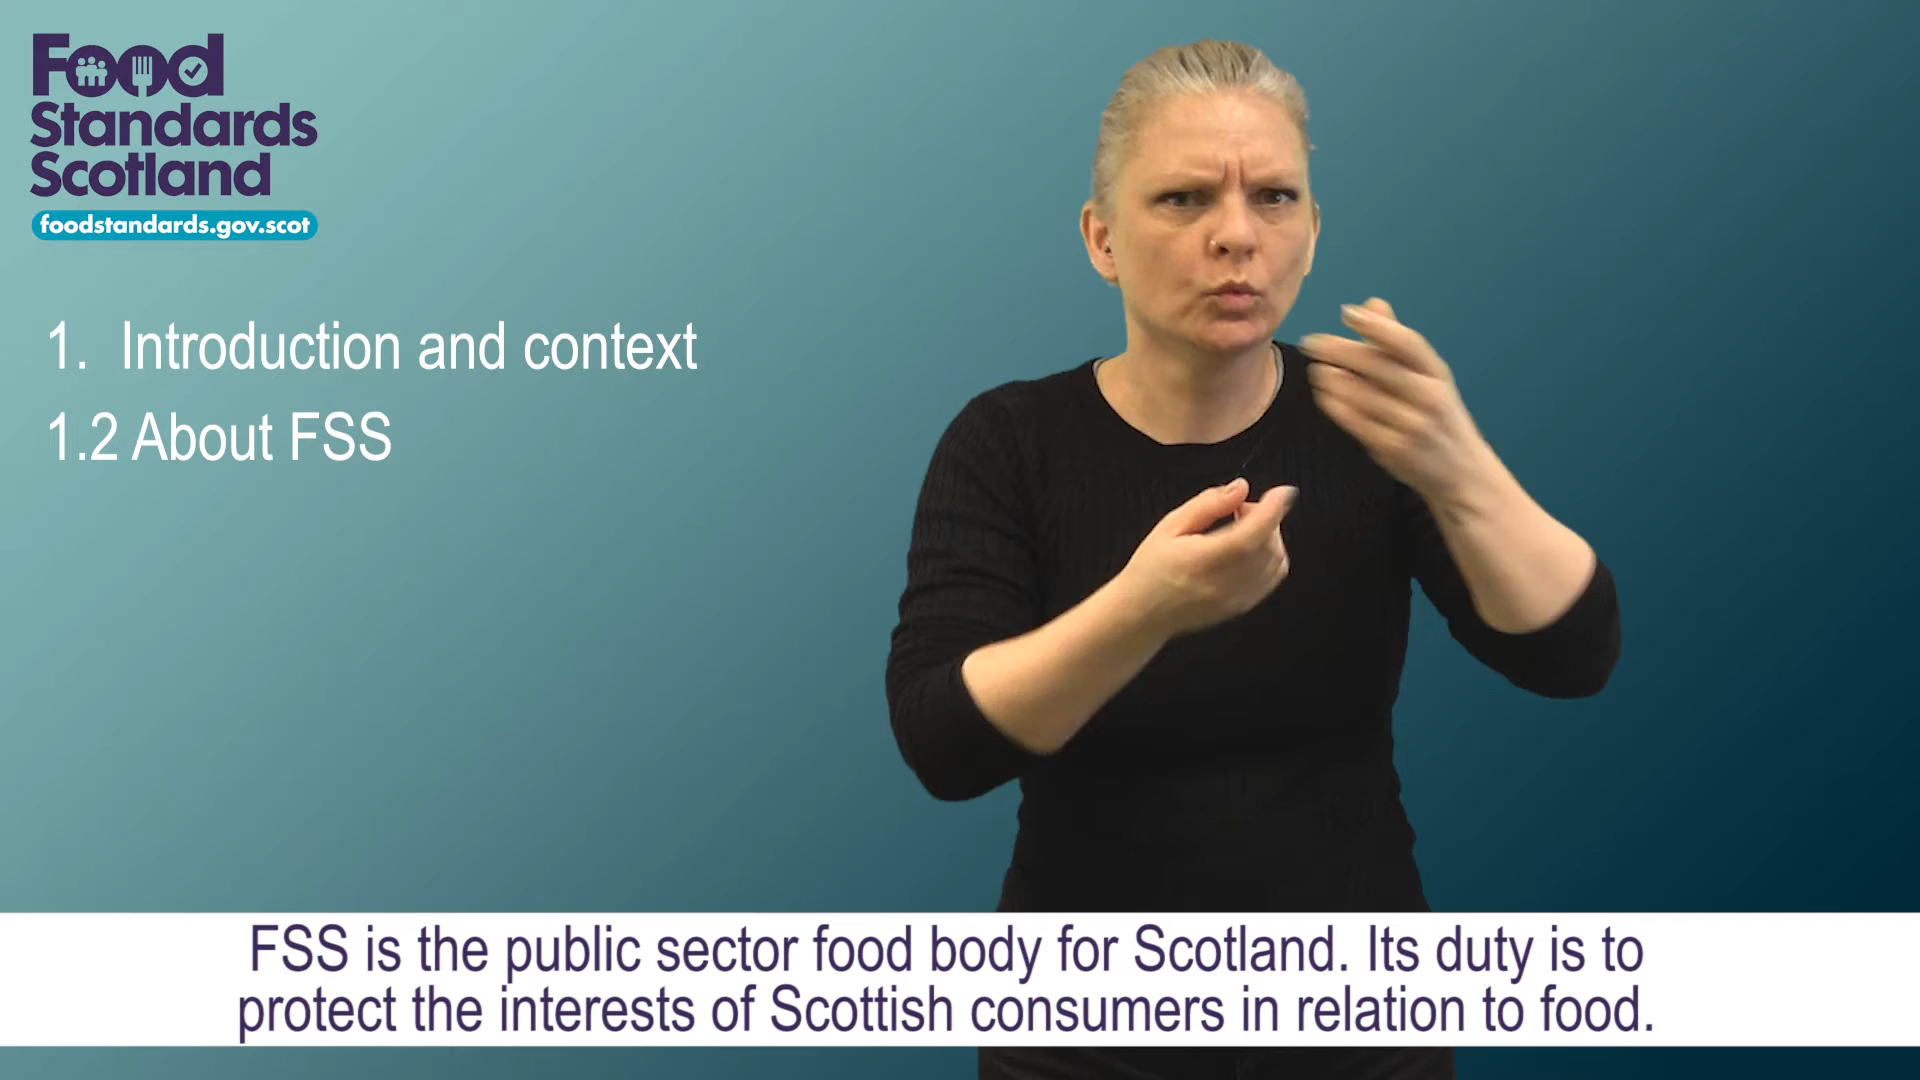 Food
Standards
Scotland
foodstandards.gov.scot
1. Introduction and context
1.2 About FSS
FSS is the public sector food body for Scotland. Its duty is to
protect the interests of Scottish consumers in relation to food.